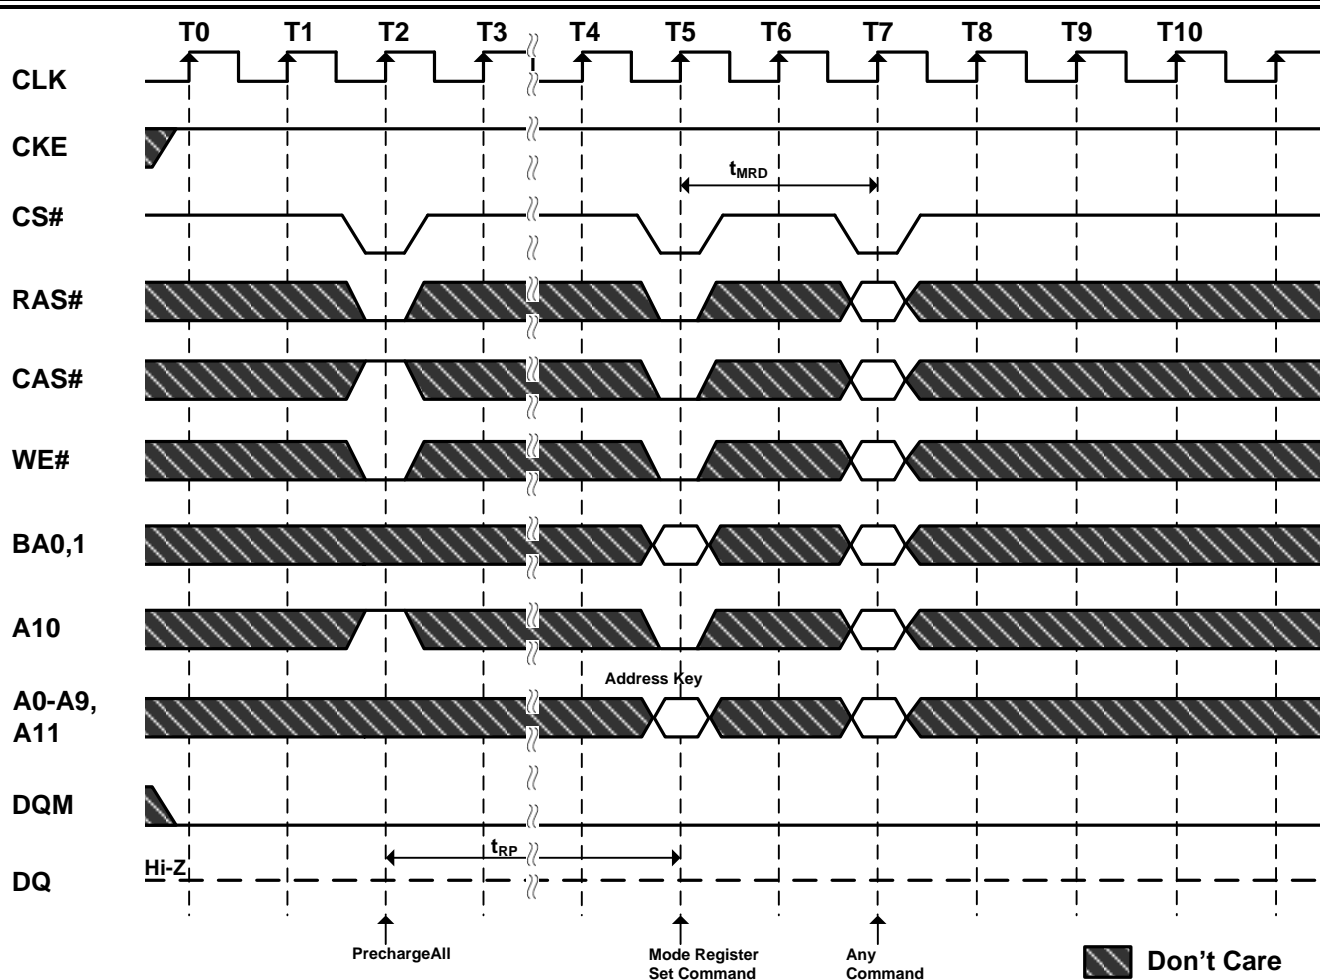 T0 T1 T2 T3 T4 T5 T6 T7 T8 T9 T10
CLK
CKE
tMRD
CS#
RAS#
CAS#
WE#
BA0,1
A10
Address Key
A0-A9,
A11
DQM
tRP
Hi-Z
DQ
PrechargeAll
Mode Register
Set Command
Any
Command
Don't Care